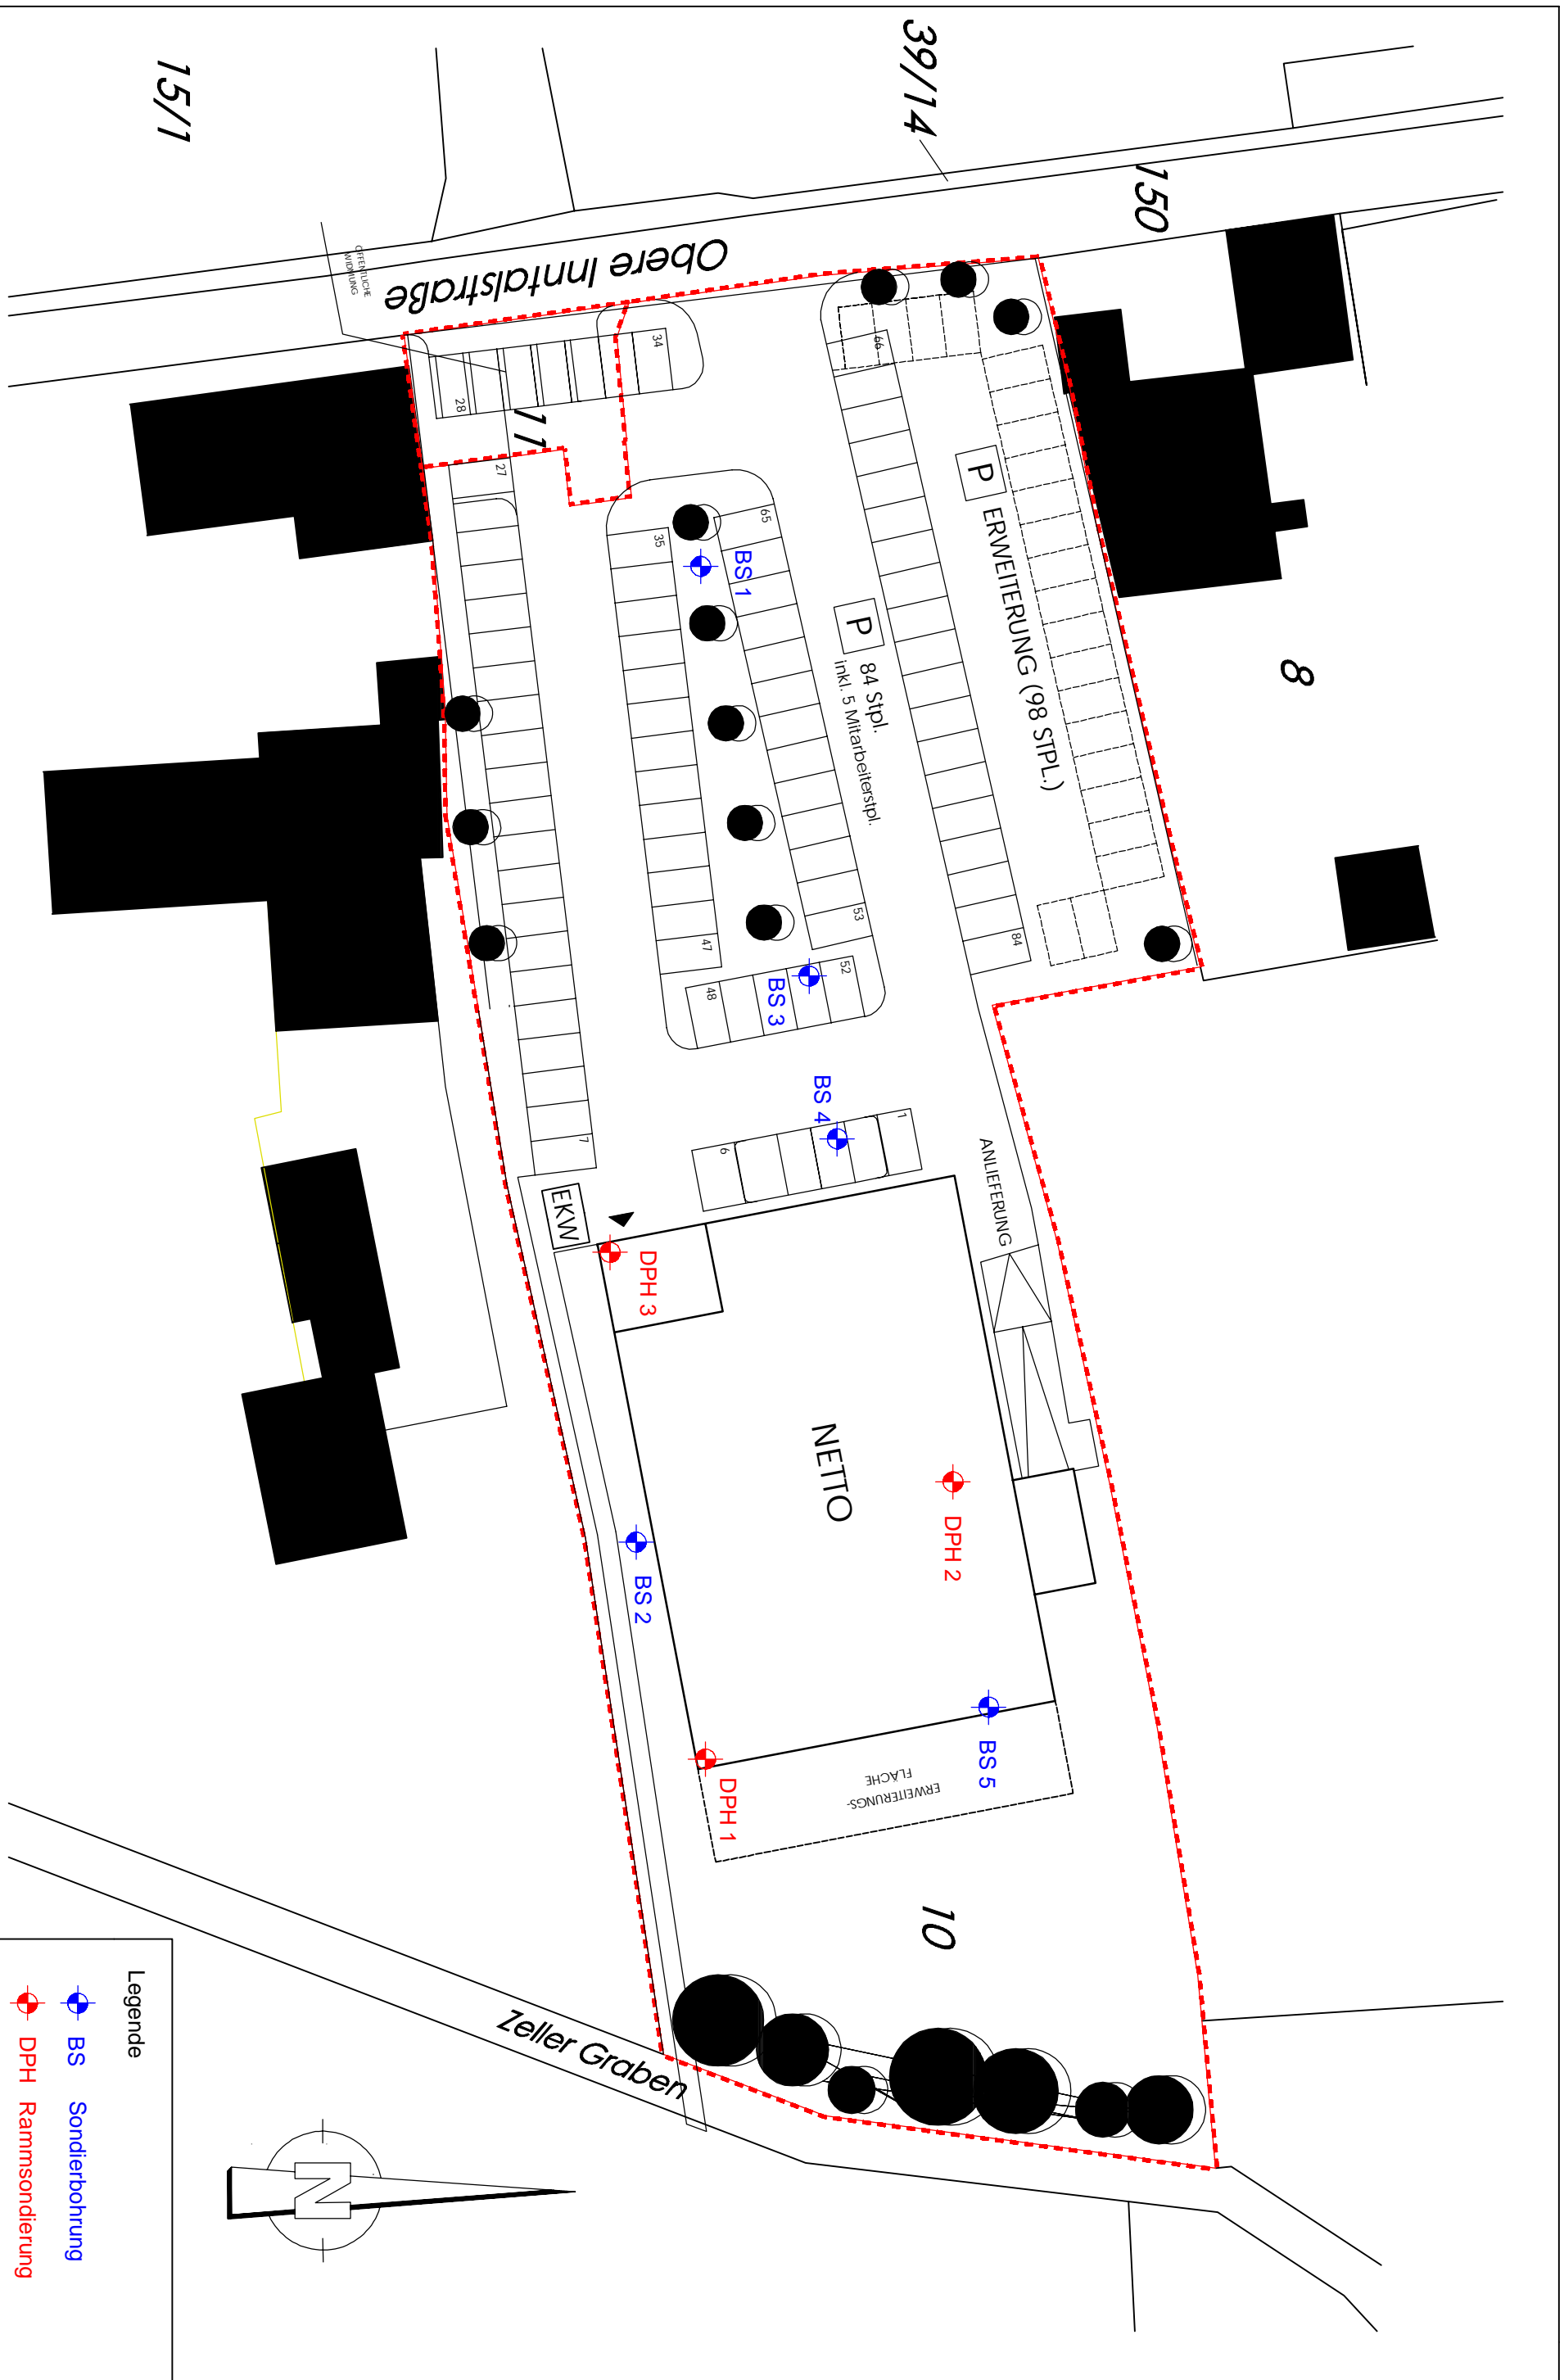 15/1
39/14
150
Obere Inntalstraße
ÖFFENTLICHE
WIDMUNG
34
28
11
27
66
P
ERWEITERUNG (98 STPL.)
8
65
35
BS 1
P
84 Stpl.
inkl. 5 Mitarbeiterstpl.
53
47
84
52
48
BS 3
BS 4
1
6
7
ANLIEFERUNG
EKW
DPH 3
NETTO
DPH 2
BS 2
BS 5
DPH 1
ERWEITERUNGS-
FLÄCHE
10
Zeller Graben
N
Legende
BS Sondierbohrung
DPH Rammsondierung